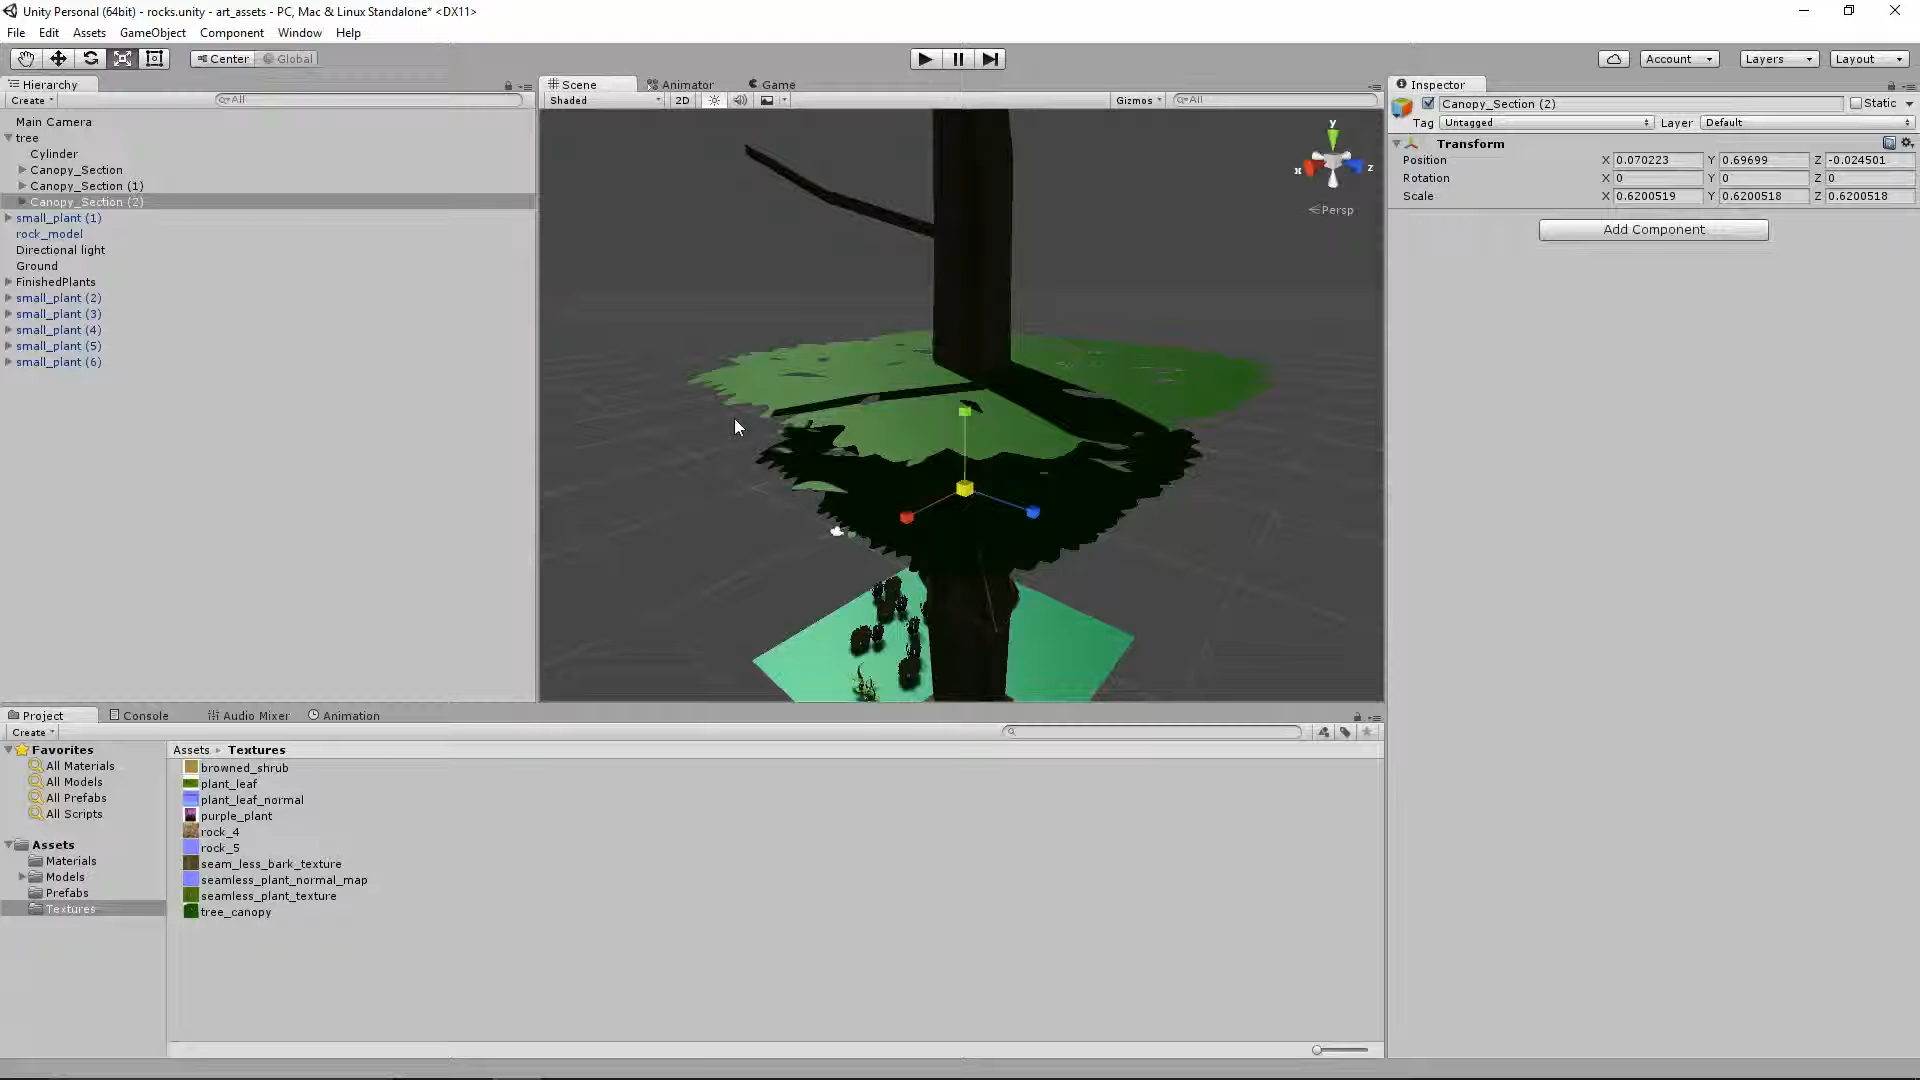 Unity Personal (64bit) - rocks.unity - art_assets - PC, Mac & Linux Standalone* <DX11>
File Edit Assets GameObject Component Window Help
Center Global Account Layers Layout
Hierarchy
Create All
Main Camera
tree
Cylinder
Canopy_Section
Canopy_Section (1)
Canopy_Section (2)
small_plant (1)
rock_model
Directional light
Ground
FinishedPlants
small_plant (2)
small_plant (3)
small_plant (4)
small_plant (5)
small_plant (6)
Scene Animator Game
Shaded 2D Gizmos All
y
x z
Persp
Inspector
Canopy_Section (2) Static
Tag Untagged Layer Default
Transform
Position X 0.070223 Y 0.69699 Z -0.024501
Rotation X 0 Y 0 Z 0
Scale X 0.6200519 Y 0.6200518 Z 0.6200518
Add Component
Project Console Audio Mixer Animation
Create
Favorites
All Materials
All Models
All Prefabs
All Scripts
Assets
Materials
Models
Prefabs
Textures
Assets Textures
browned_shrub
plant_leaf
plant_leaf_normal
purple_plant
rock_4
rock_5
seam_less_bark_texture
seamless_plant_normal_map
seamless_plant_texture
tree_canopy